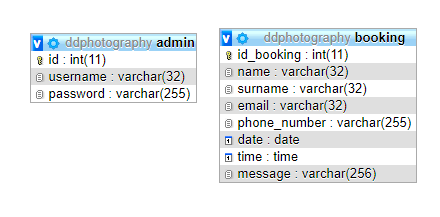 ddphotography admin
id : int(11)
username : varchar(32)
password : varchar(255)
ddphotography booking
id_booking : int(11)
name : varchar(32)
surname : varchar(32)
email : varchar(32)
phone_number : varchar(255)
date : date
time : time
message : varchar(256)